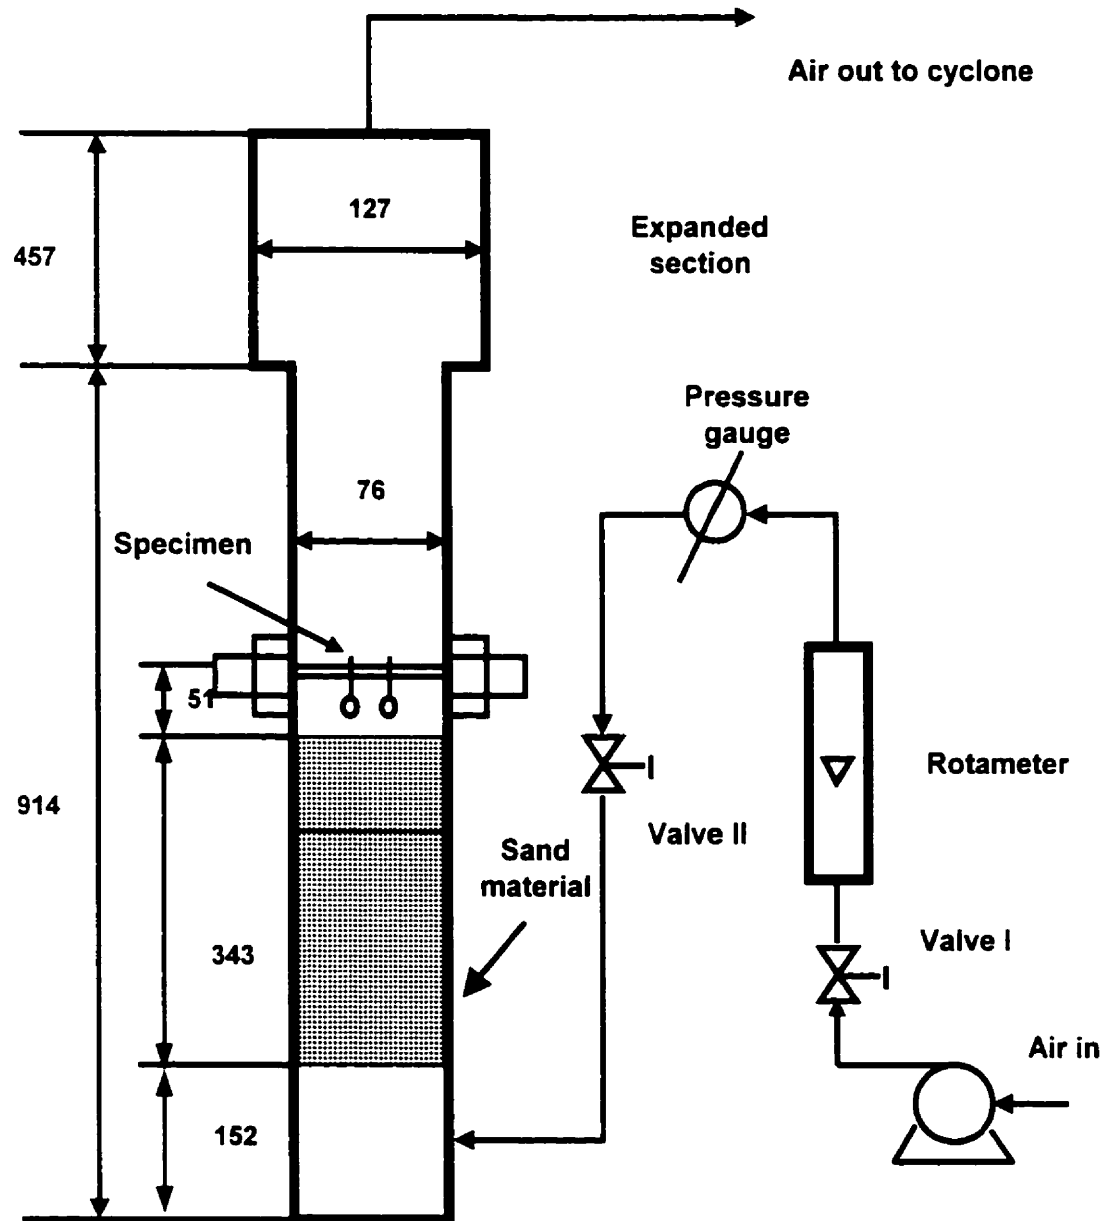 Air out to cyclone
127
Expanded
section
457
Pressure
gauge
76
Specimen
51
Rotameter
914
Valve II
Sand
material
Valve I
343
Air in
152